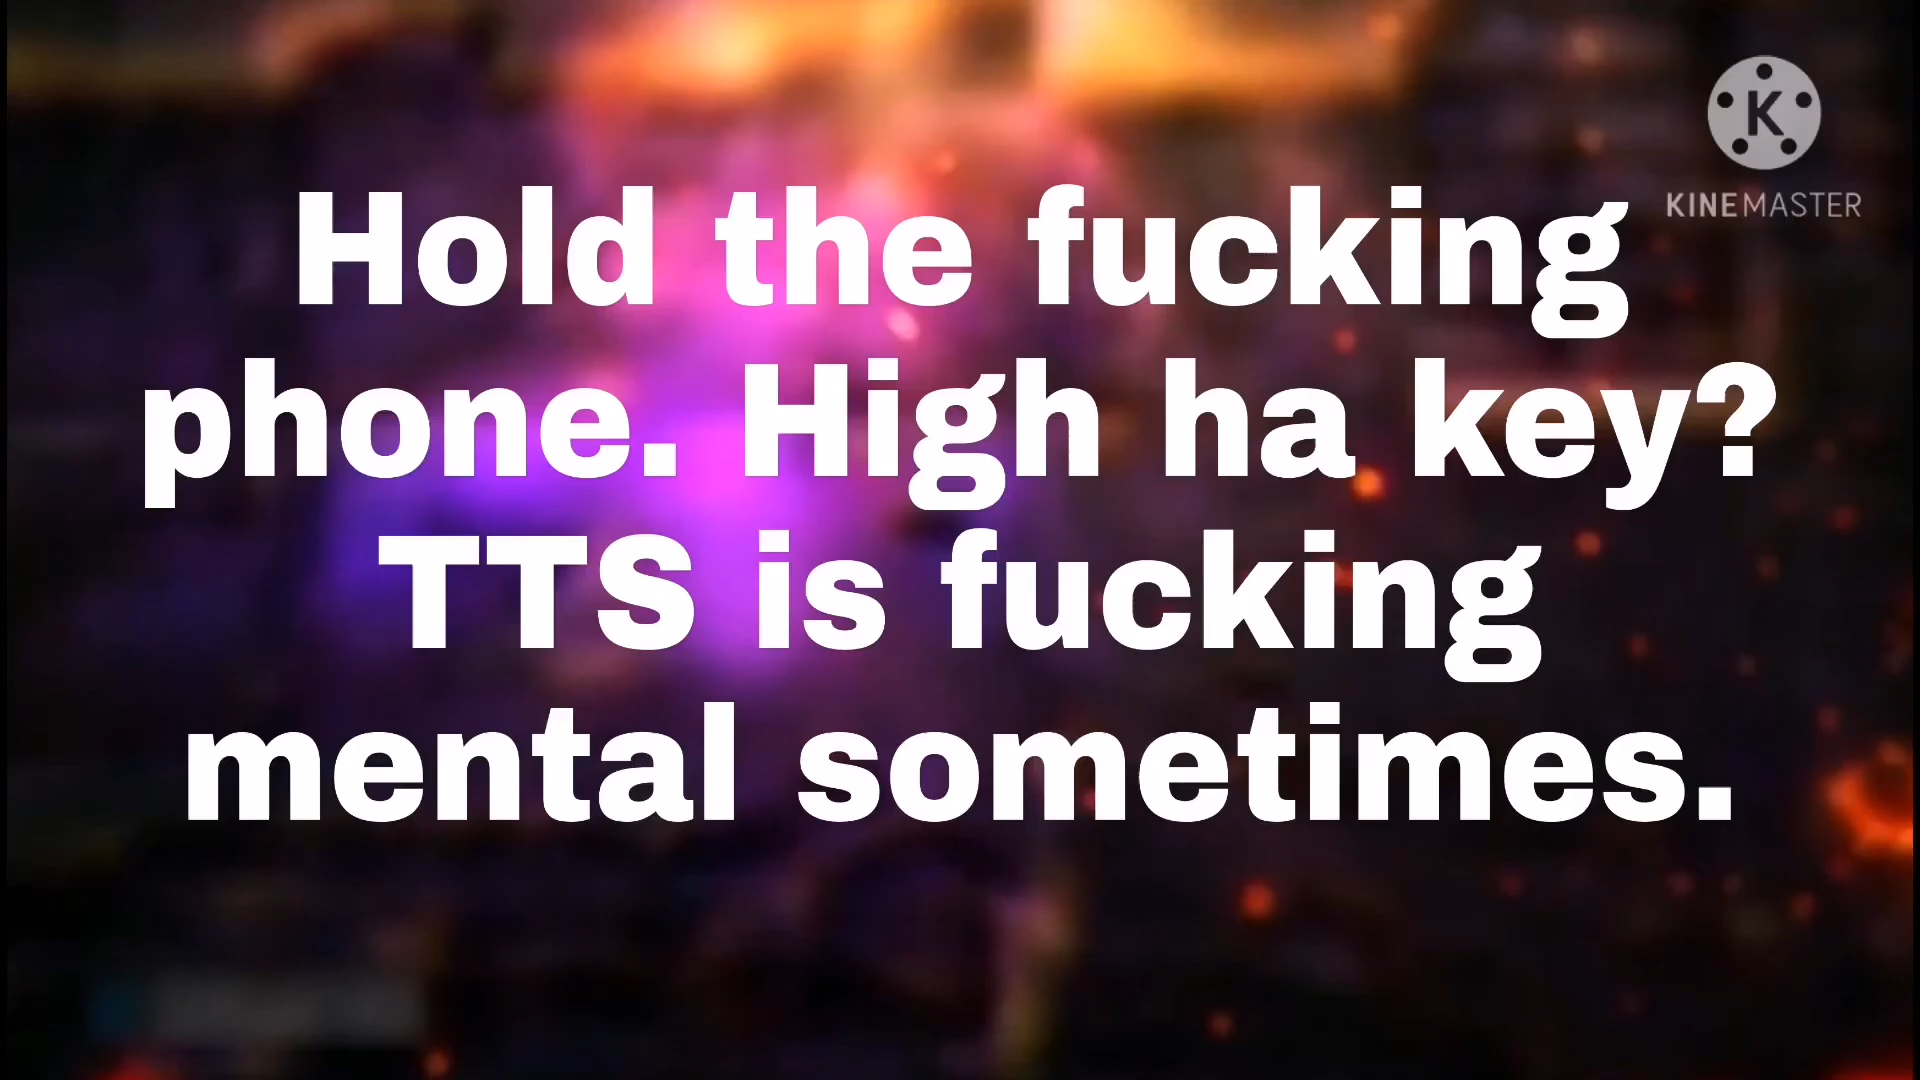 K
KINEMASTER
Hold the fucking
phone. High ha key?
TTS is fucking
mental sometimes.